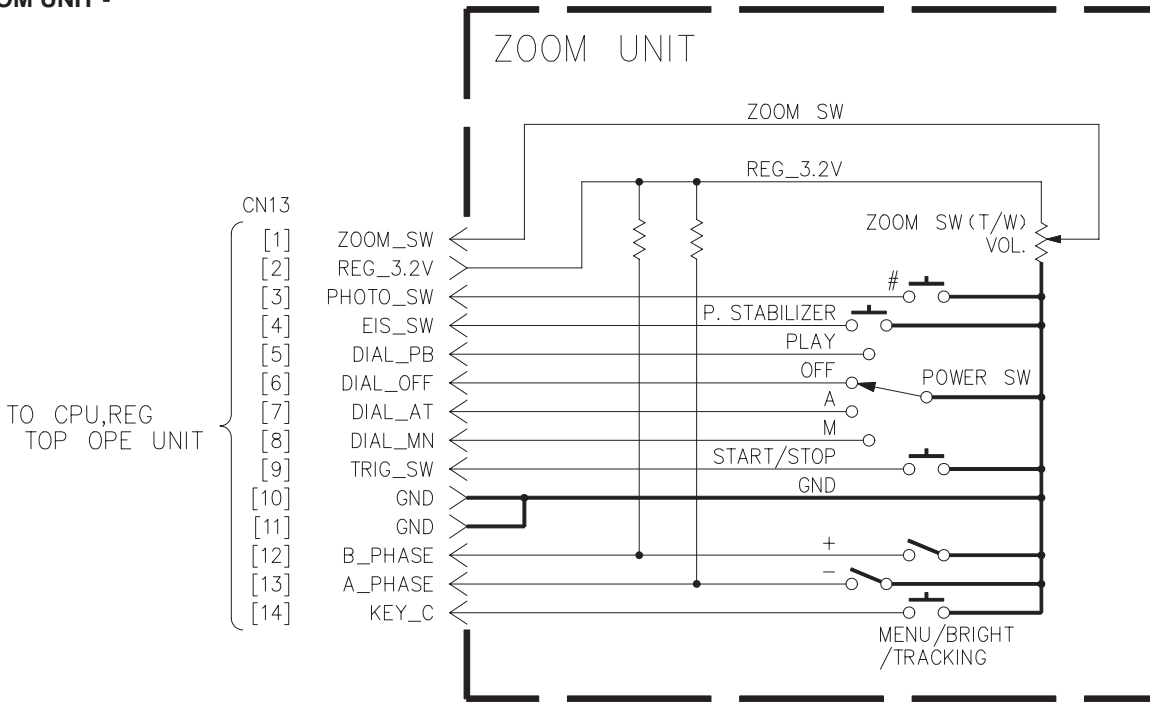 OM UNIT -
ZOOM UNIT
ZOOM SW
REG_3.2V
CN13
ZOOM SW(T/W)
VOL.
[1] ZOOM_SW
[2] REG_3.2V
[3] PHOTO_SW #
[4] EIS_SW P. STABILIZER
[5] DIAL_PB PLAY
[6] DIAL_OFF OFF POWER SW
[7] DIAL_AT A
[8] DIAL_MN M
[9] TRIG_SW START/STOP
[10] GND GND
[11] GND
[12] B_PHASE +
[13] A_PHASE −
[14] KEY_C
TO CPU,REG
TOP OPE UNIT
MENU/BRIGHT
/TRACKING